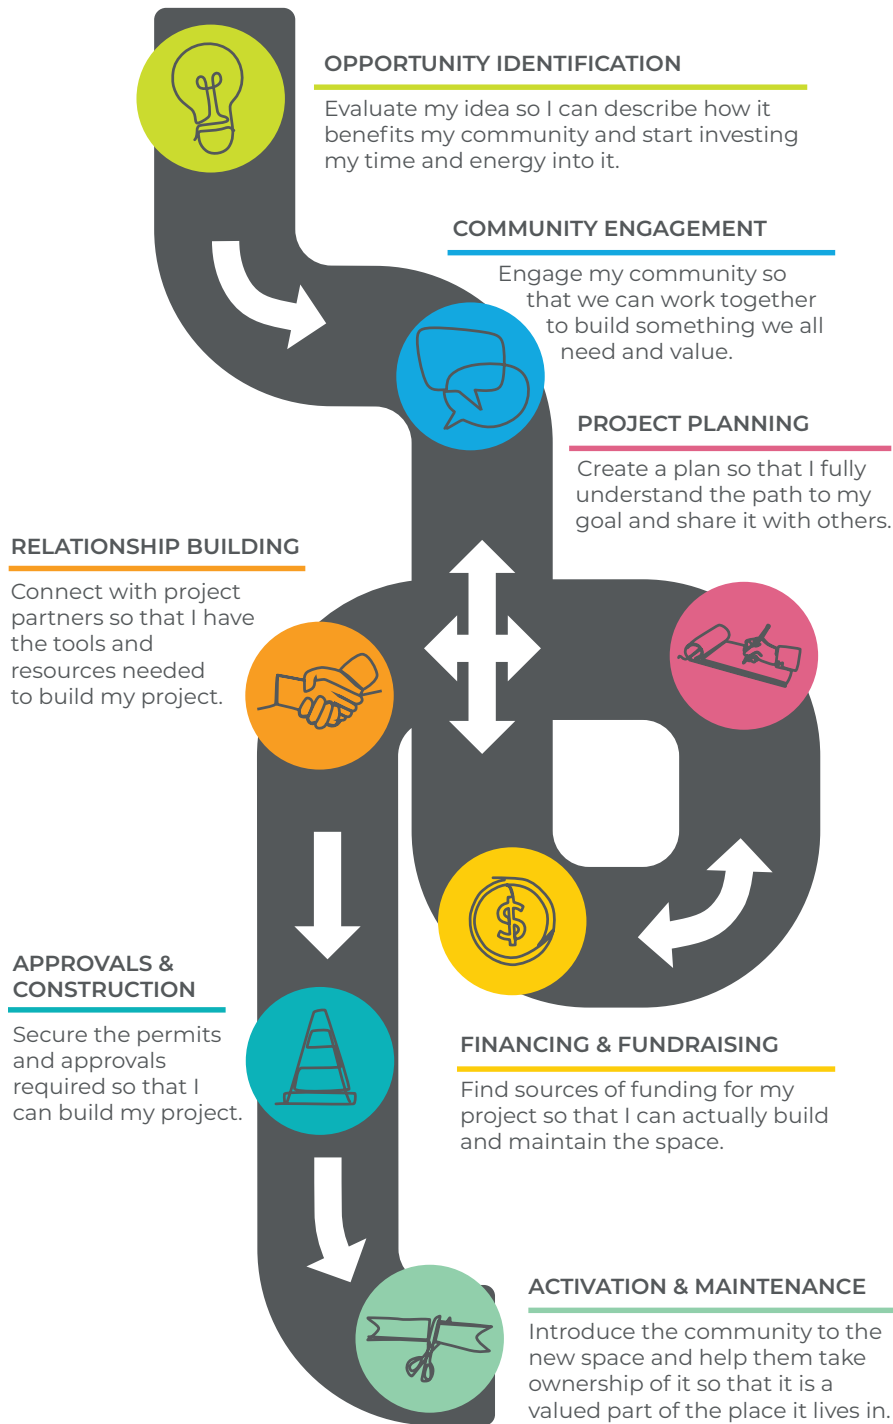 OPPORTUNITY IDENTIFICATION
Evaluate my idea so I can describe how it
benefits my community and start investing
my time and energy into it.
COMMUNITY ENGAGEMENT
Engage my community so
that we can work together
to build something we all
need and value.
PROJECT PLANNING
Create a plan so that I fully
understand the path to my
goal and share it with others.
RELATIONSHIP BUILDING
Connect with project
partners so that I have
the tools and
resources needed
to build my project.
$
APPROVALS &
CONSTRUCTION
Secure the permits
and approvals
required so that I
can build my project.
FINANCING & FUNDRAISING
Find sources of funding for my
project so that I can actually build
and maintain the space.
ACTIVATION & MAINTENANCE
Introduce the community to the
new space and help them take
ownership of it so that it is a
valued part of the place it lives in.